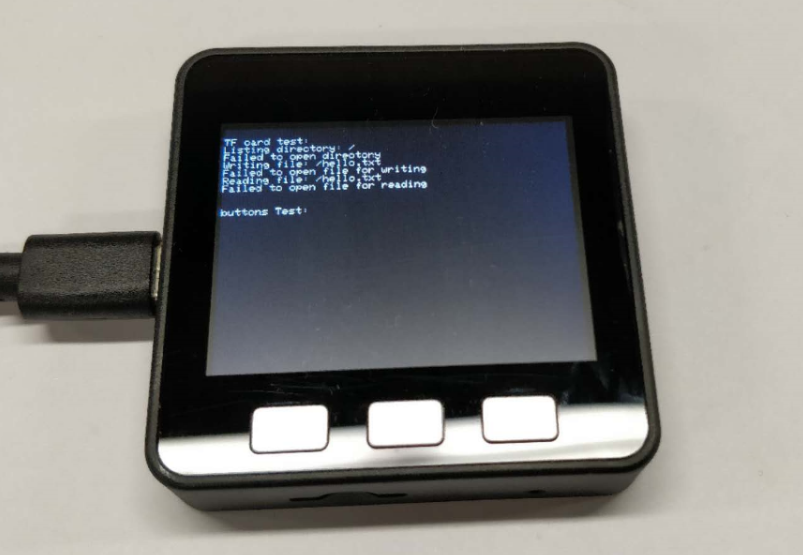 TF card test:
Listing directory: /
Failed to open directory
Writing file: /hello.txt
Failed to open file for writing
Reading file: /hello.txt
Failed to open file for reading
buttons Test: